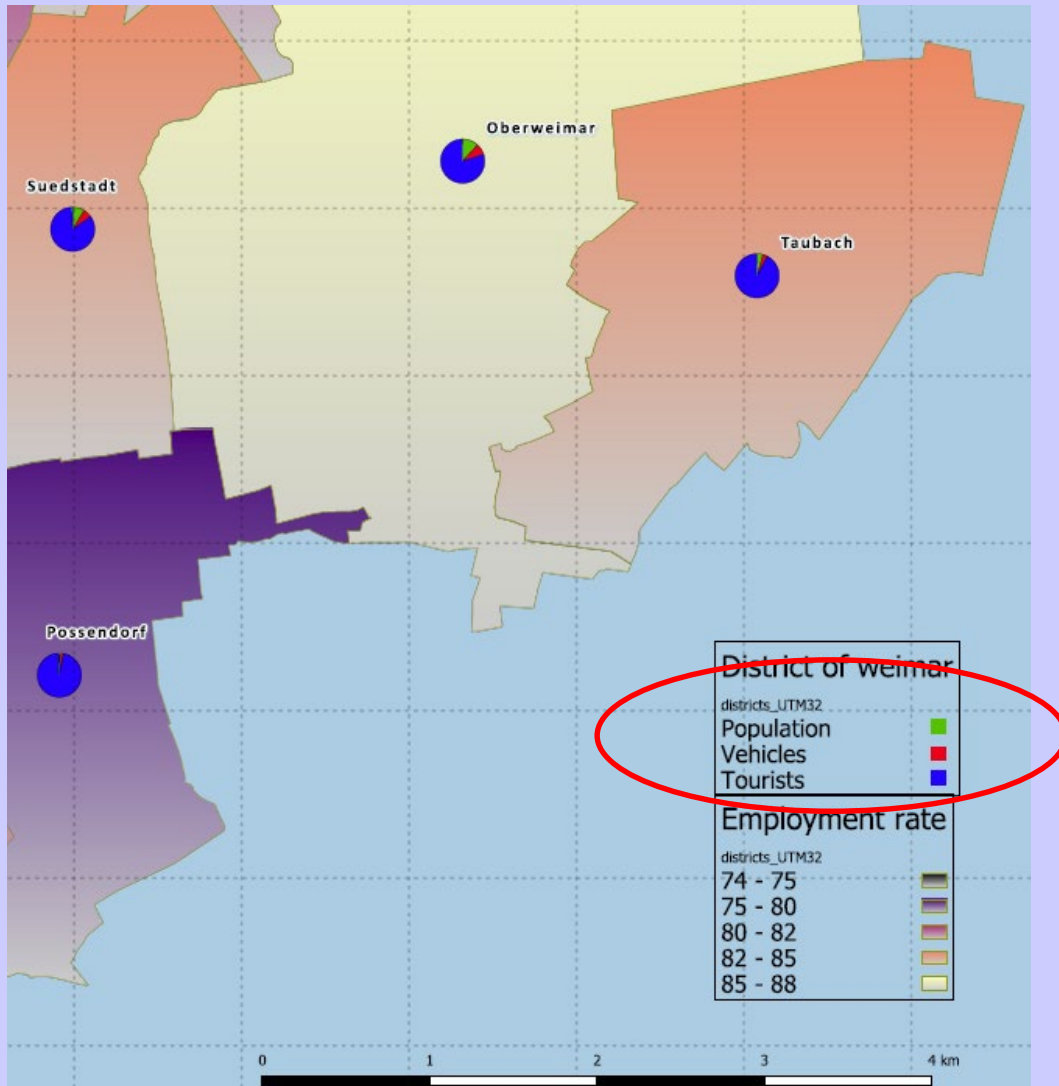 Oberweimar
Suedstadt
Taubach
Possendorf
District of weimar
districts_UTM32
Population
Vehicles
Tourists
Employment rate
districts_UTM32
74 - 75
75 - 80
80 - 82
82 - 85
85 - 88
0 1 2 3 4 km